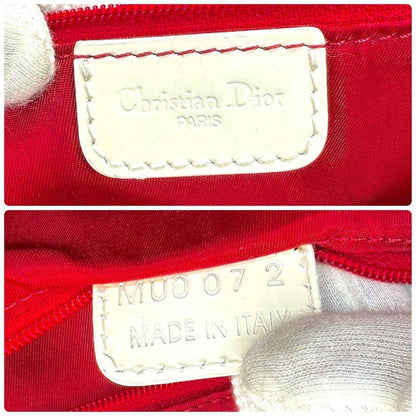 Christian Dior
PARIS
MU0 07 2
MADE IN ITALY